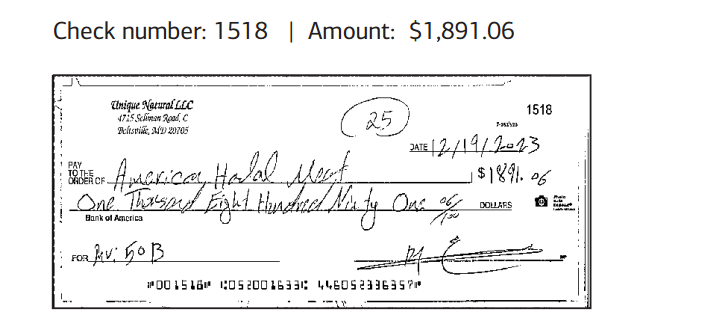 Check number: 1518 | Amount: $1,891.06
Unique Natural LLC
1518
4715 Sellman Road, C
Beltsville, MD 20705
25
DATE 12/19/2023
PAY TO THE ORDER OF American Halal Meat $1891.06
One Thousand Eight Hundred Ninty One 06/100 DOLLARS
Bank of America
FOR Inv: 50B
⑈001518⑈ ⑆052001633⑆ 446052336357⑈